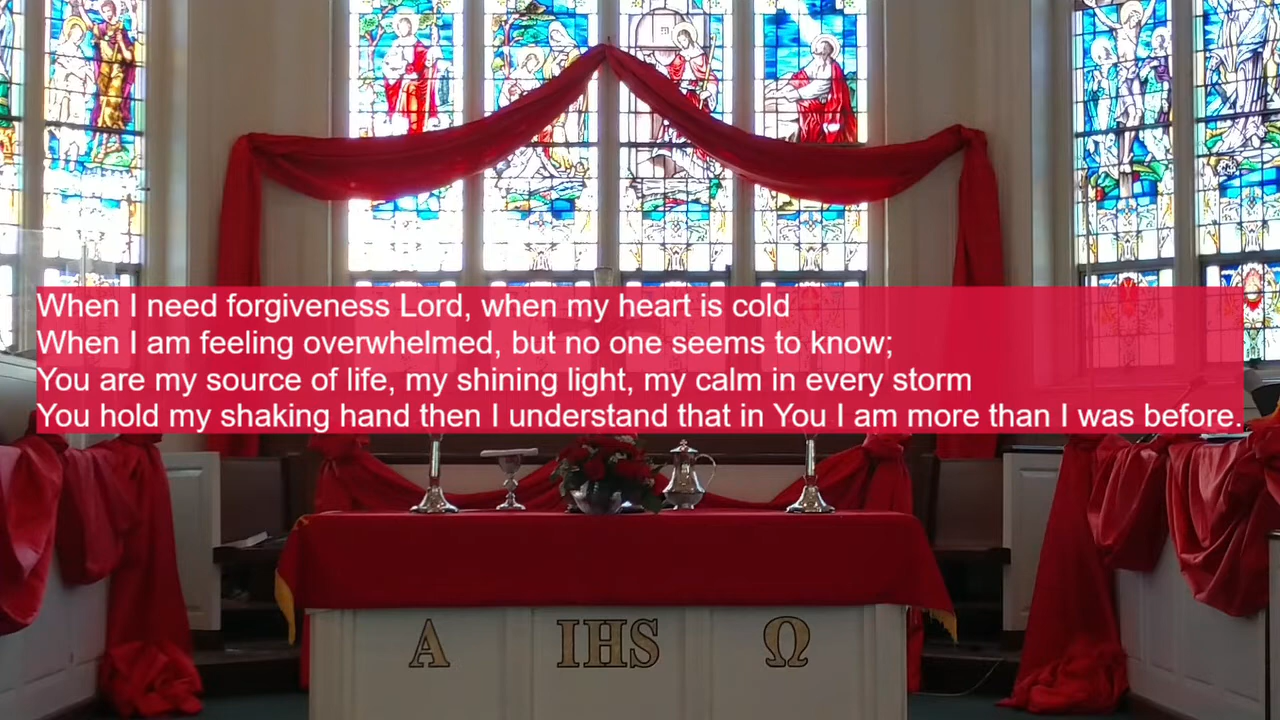 When I need forgiveness Lord, when my heart is cold
When I am feeling overwhelmed, but no one seems to know;
You are my source of life, my shining light, my calm in every storm
You hold my shaking hand then I understand that in You I am more than I was before.
Α IHS Ω